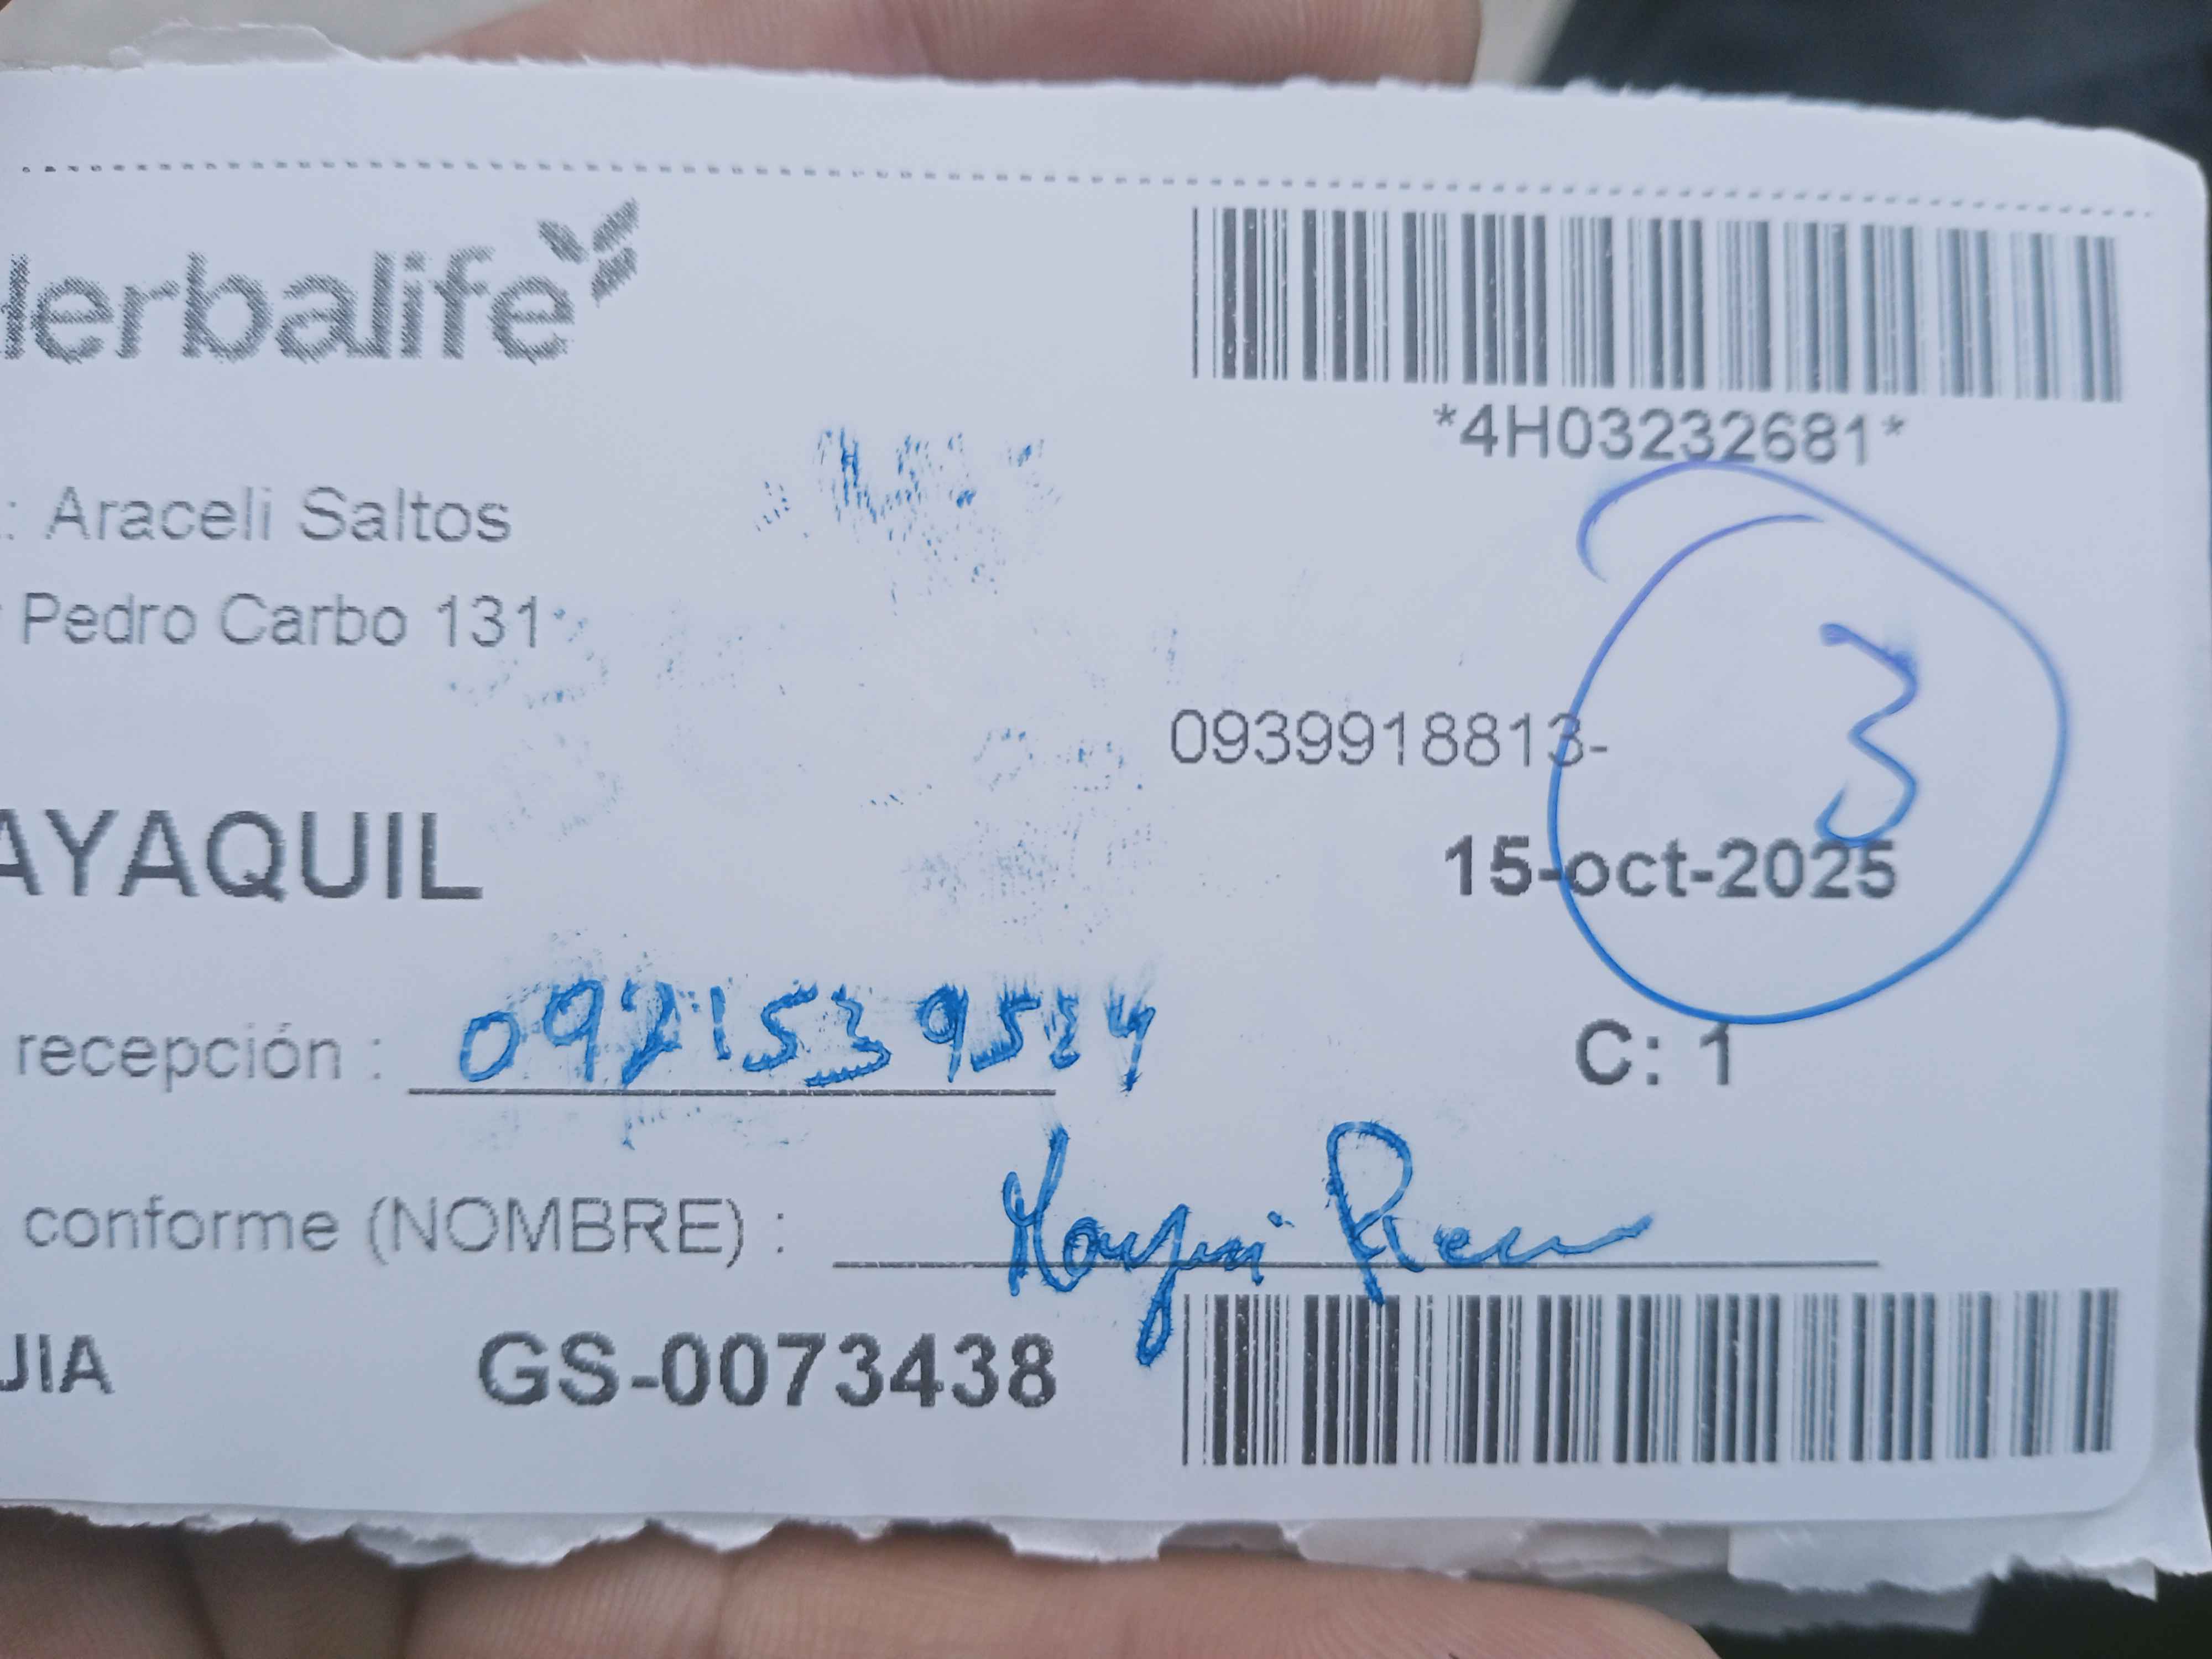 Herbalife
*4H03232681*
: Araceli Saltos
Pedro Carbo 131
3
0939918813-
AYAQUIL
15-oct-2025
recepción :
C: 1
conforme (NOMBRE) :
JIA GS-0073438